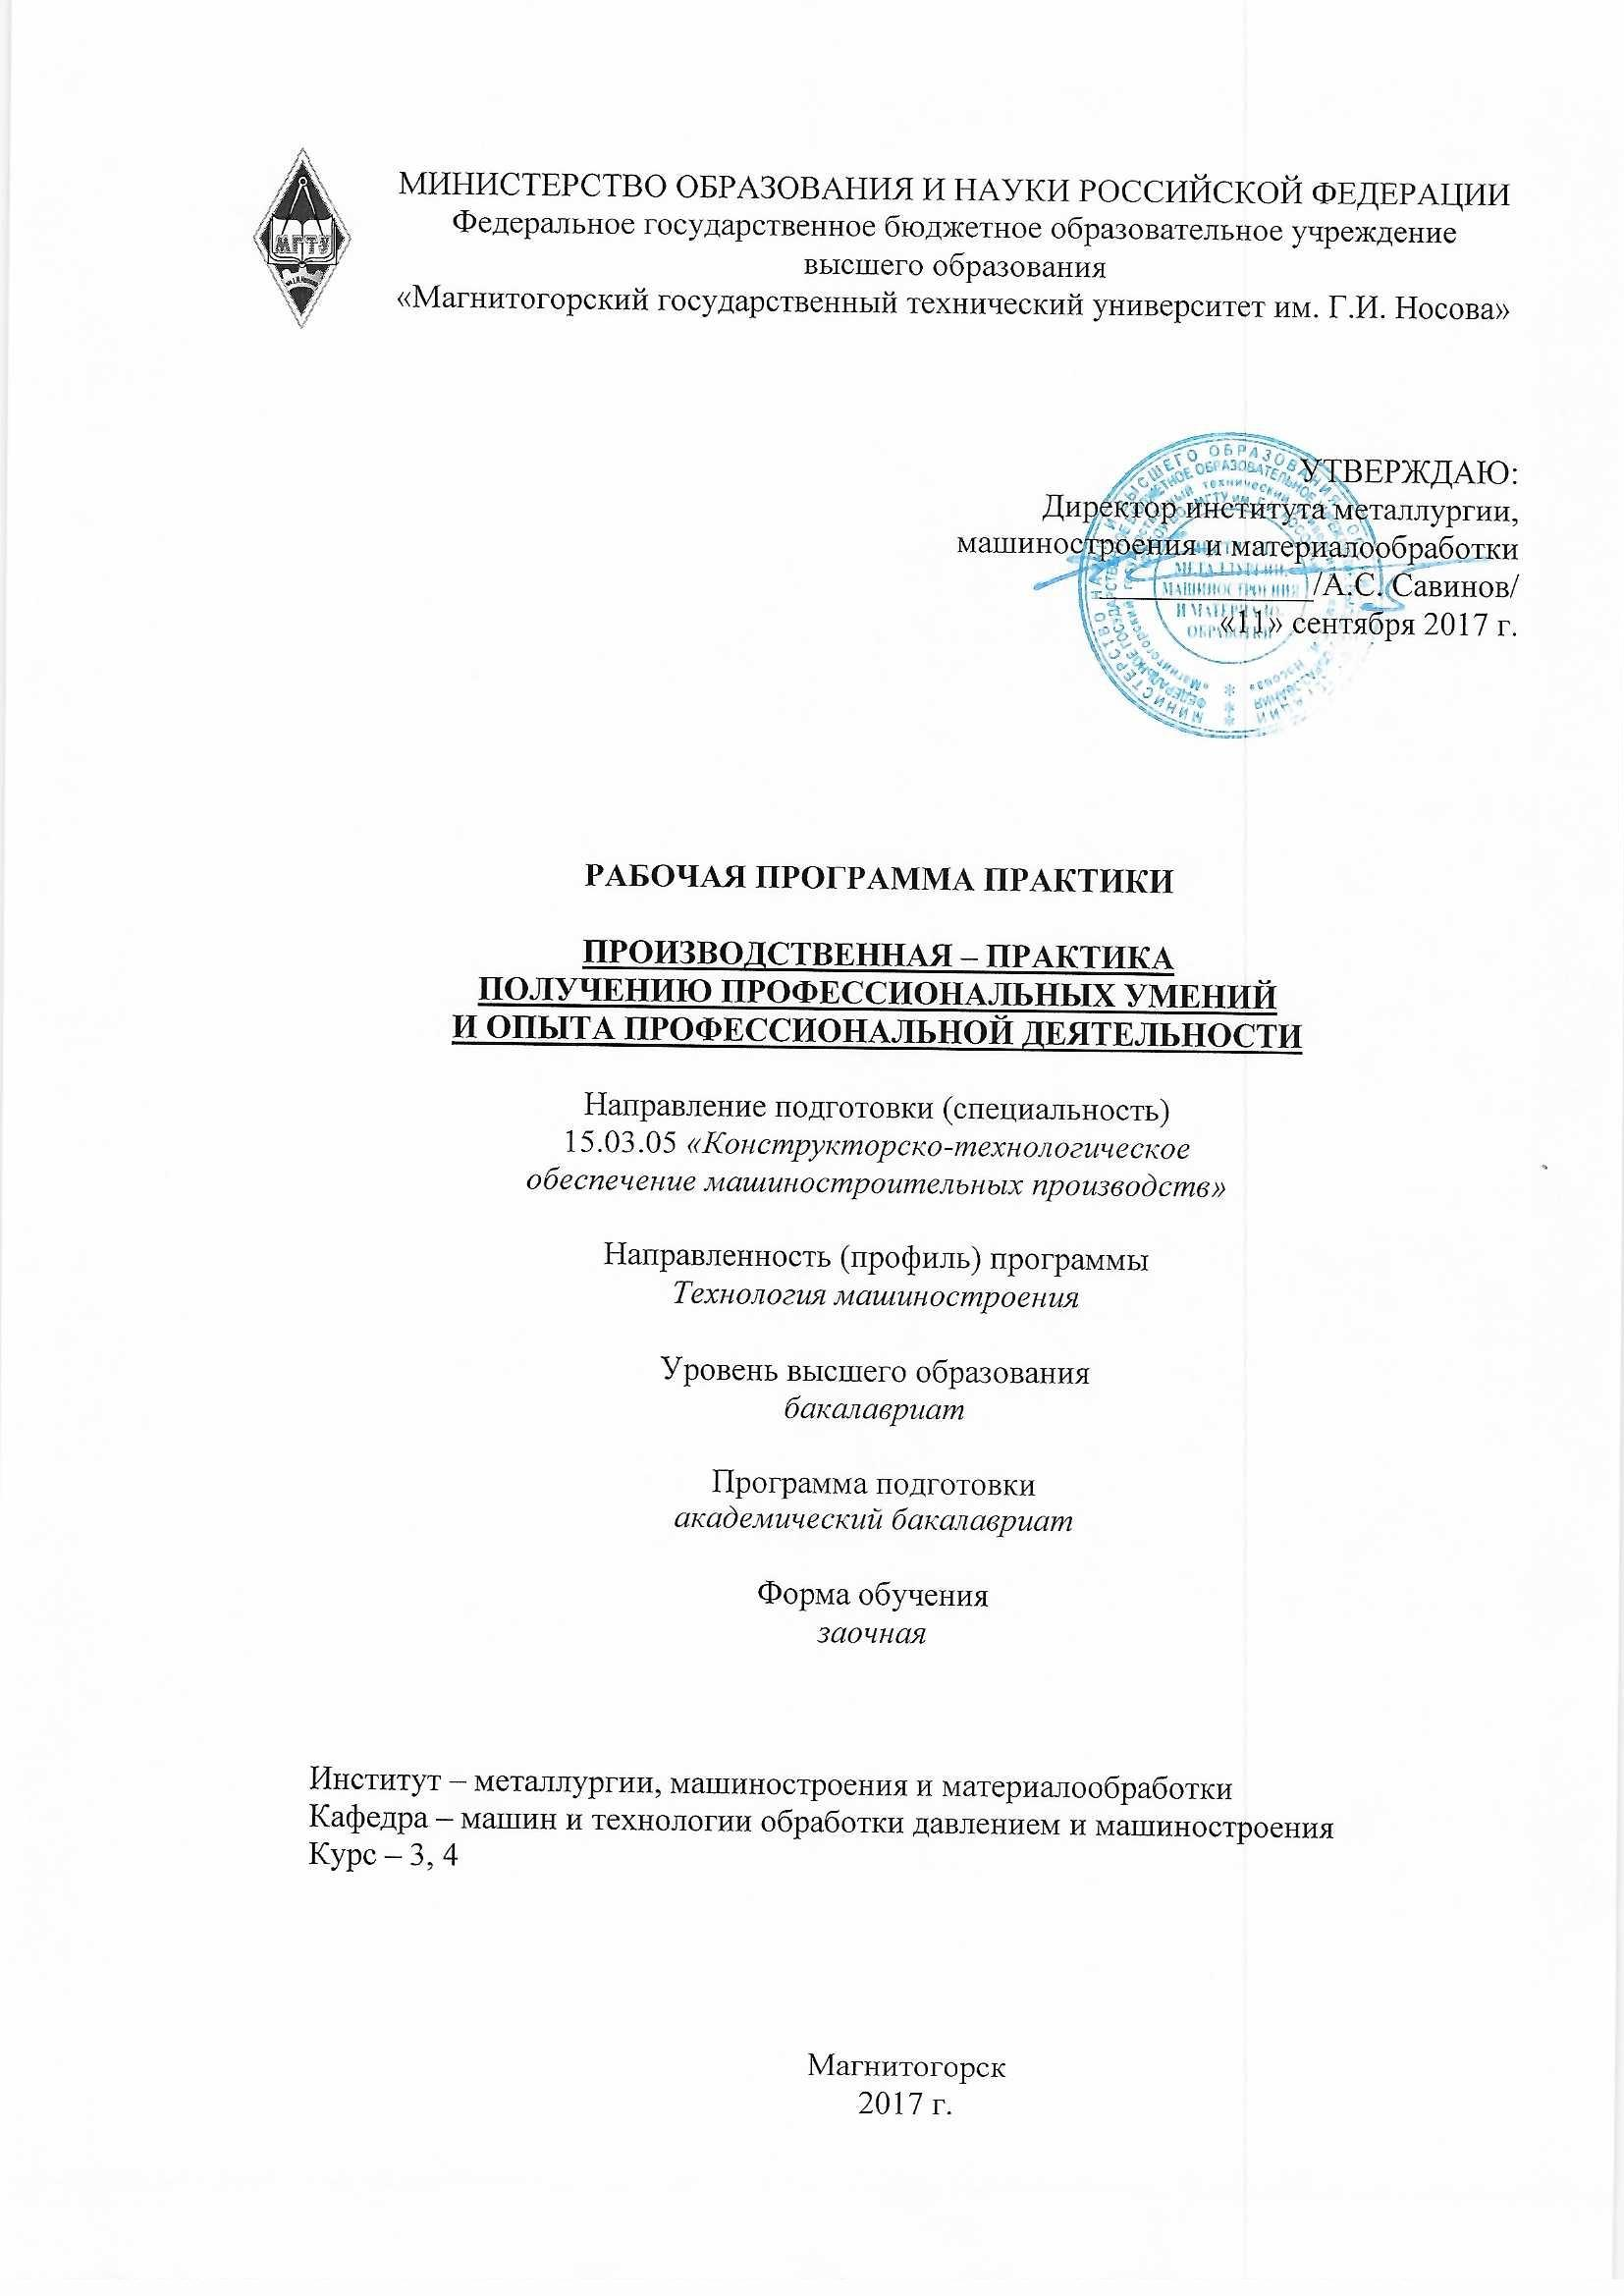 МГТУ
МИНИСТЕРСТВО ОБРАЗОВАНИЯ И НАУКИ РОССИЙСКОЙ ФЕДЕРАЦИИ
Федеральное государственное бюджетное образовательное учреждение
высшего образования
«Магнитогорский государственный технический университет им. Г.И. Носова»
УТВЕРЖДАЮ:
Директор института металлургии,
машиностроения и материалообработки
/А.С. Савинов/
«11» сентября 2017 г.
РАБОЧАЯ ПРОГРАММА ПРАКТИКИ
ПРОИЗВОДСТВЕННАЯ – ПРАКТИКА
ПОЛУЧЕНИЮ ПРОФЕССИОНАЛЬНЫХ УМЕНИЙ
И ОПЫТА ПРОФЕССИОНАЛЬНОЙ ДЕЯТЕЛЬНОСТИ
Направление подготовки (специальность)
15.03.05 «Конструкторско-технологическое
обеспечение машиностроительных производств»
Направленность (профиль) программы
Технология машиностроения
Уровень высшего образования
бакалавриат
Программа подготовки
академический бакалавриат
Форма обучения
заочная
Институт – металлургии, машиностроения и материалообработки
Кафедра – машин и технологии обработки давлением и машиностроения
Курс – 3, 4
Магнитогорск
2017 г.